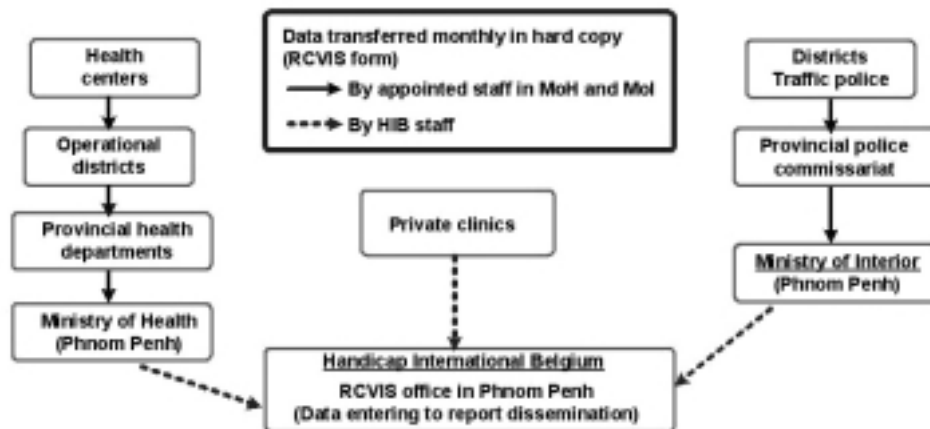 Health
centers
Operational
districts
Provincial health
departments
Ministry of Health
(Phnom Penh)
Data transferred monthly in hard copy
(RCVIS form)
By appointed staff in MoH and MoI
By HIB staff
Private clinics
Districts
Traffic police
Provincial police
commissariat
Ministry of Interior
(Phnom Penh)
Handicap International Belgium
RCVIS office in Phnom Penh
(Data entering to report dissemination)